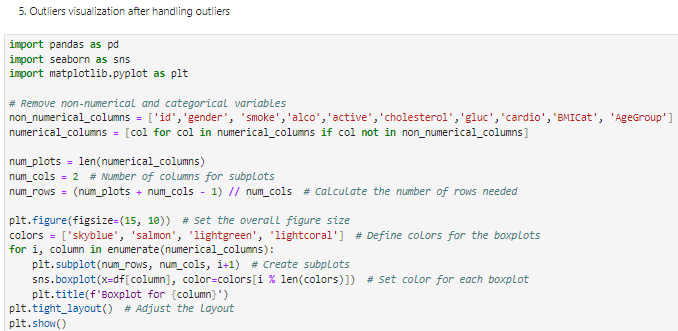 5. Outliers visualization after handling outliers
import pandas as pd
import seaborn as sns
import matplotlib.pyplot as plt
# Remove non-numerical and categorical variables
non_numerical_columns = ['id','gender', 'smoke','alco','active','cholesterol','gluc','cardio','BMICat', 'AgeGroup']
numerical_columns = [col for col in numerical_columns if col not in non_numerical_columns]
num_plots = len(numerical_columns)
num_cols = 2  # Number of columns for subplots
num_rows = (num_plots + num_cols - 1) // num_cols  # Calculate the number of rows needed
plt.figure(figsize=(15, 10))  # Set the overall figure size
colors = ['skyblue', 'salmon', 'lightgreen', 'lightcoral']  # Define colors for the boxplots
for i, column in enumerate(numerical_columns):
    plt.subplot(num_rows, num_cols, i+1)  # Create subplots
    sns.boxplot(x=df[column], color=colors[i % len(colors)])  # Set color for each boxplot
    plt.title(f'Boxplot for {column}')
plt.tight_layout()  # Adjust the layout
plt.show()